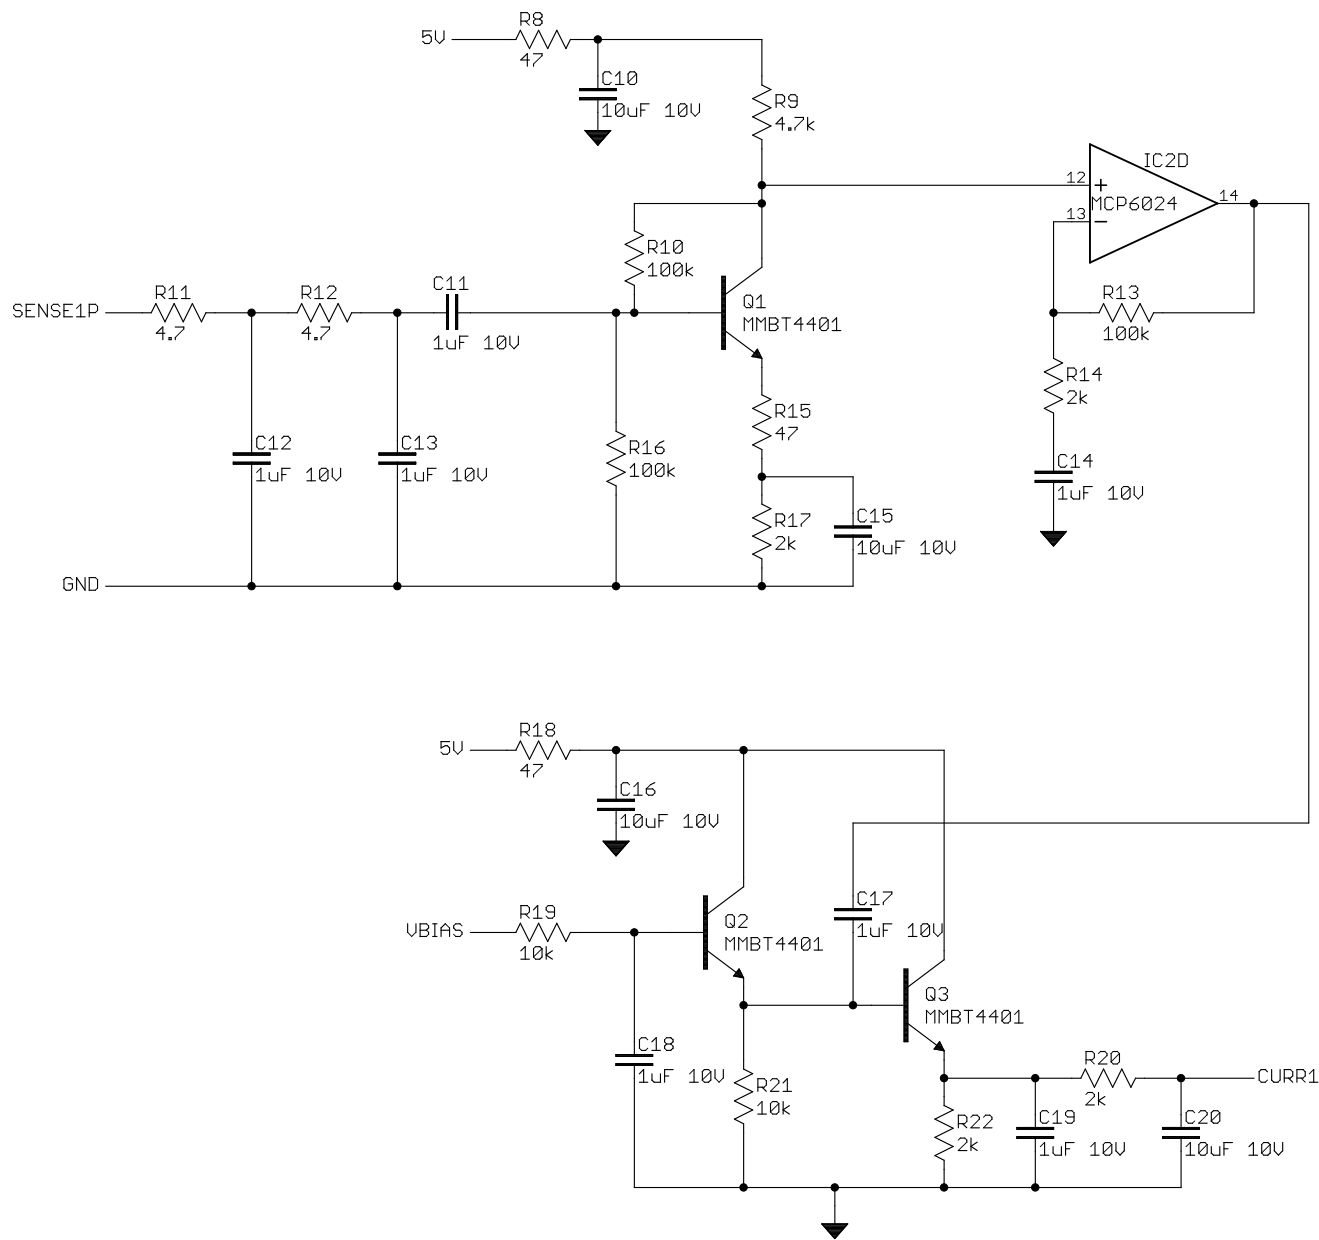 R8
5V
47
C10
10uF 10V
R9
4.7k
IC2D
12
+
MCP6024
14
13
−
R10
100k
C11
SENSE1P
R11
4.7
R12
4.7
1uF 10V
Q1
MMBT4401
R13
100k
R14
2k
R15
47
C12
1uF 10V
C13
1uF 10V
R16
100k
C14
1uF 10V
R17
2k
C15
10uF 10V
GND
R18
5V
47
C16
10uF 10V
R19
VBIAS
10k
Q2
MMBT4401
C17
1uF 10V
Q3
MMBT4401
C18
1uF 10V
R21
10k
R20
2k
CURR1
R22
2k
C19
1uF 10V
C20
10uF 10V